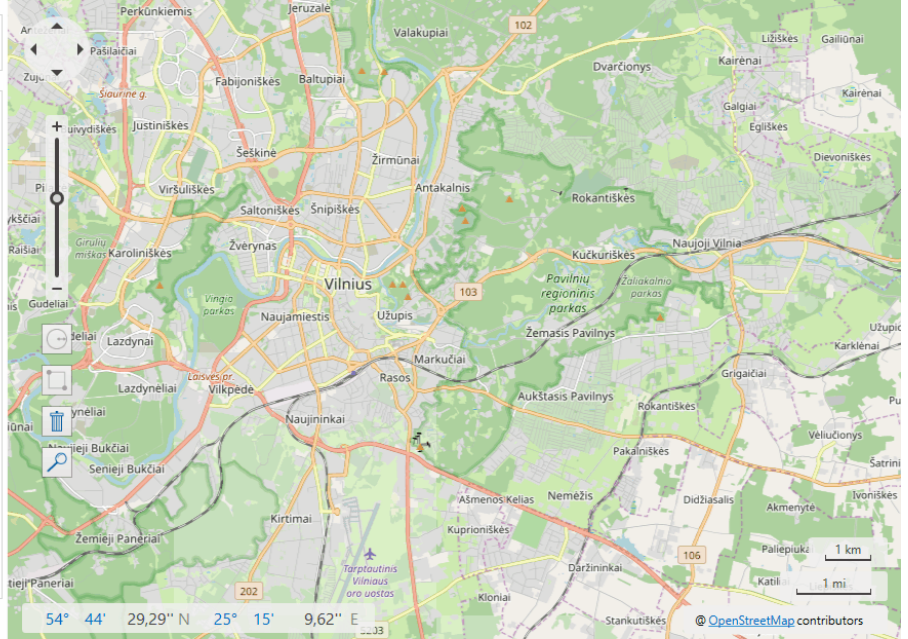 Perkūnkiemis
Jeruzalė
Valakupiai
102
Ližiškės
Gailiūnai
Pašilaičiai
Fabijoniškės
Baltupiai
Dvarčionys
Kairėnai
Kairėnai
Šiaurinė g.
Justiniškės
Galgiai
Egliškės
Šeškinė
Žirmūnai
Dievoniškės
Viršuliškės
Antakalnis
Rokantiškės
Saltoniškės
Šnipiškės
Girulių
miškas
Karoliniškės
Žvėrynas
Kučkuriškės
Naujoji Vilnia
Vilnius
103
Pavilnių
regioninis
parkas
Žaliakalnio
parkas
Gudeliai
Vingio
parkas
Naujamiestis
Užupis
Žemasis Pavilnys
Lazdynai
Markučiai
Karklėnai
Rasos
Grigaičiai
Laisvės pr.
Lazdynėliai
Vilkpėdė
Aukštasis Pavilnys
Rokantiškės
Naujininkai
Vėliučionys
Naujieji Bukčiai
Pakalniškės
Senieji Bukčiai
Ašmenos Kelias
Nemėžis
Didžiasalis
Ivoniškės
Akmenytė
Kirtimai
Kuprioniškės
Žemieji Paneriai
106
1 km
Tarptautinis
Vilniaus
oro uostas
Daržininkai
1 mi
202
Kloniai
54° 44' 29,29'' N 25° 15' 9,62'' E
Stankutiškės
@ OpenStreetMap contributors